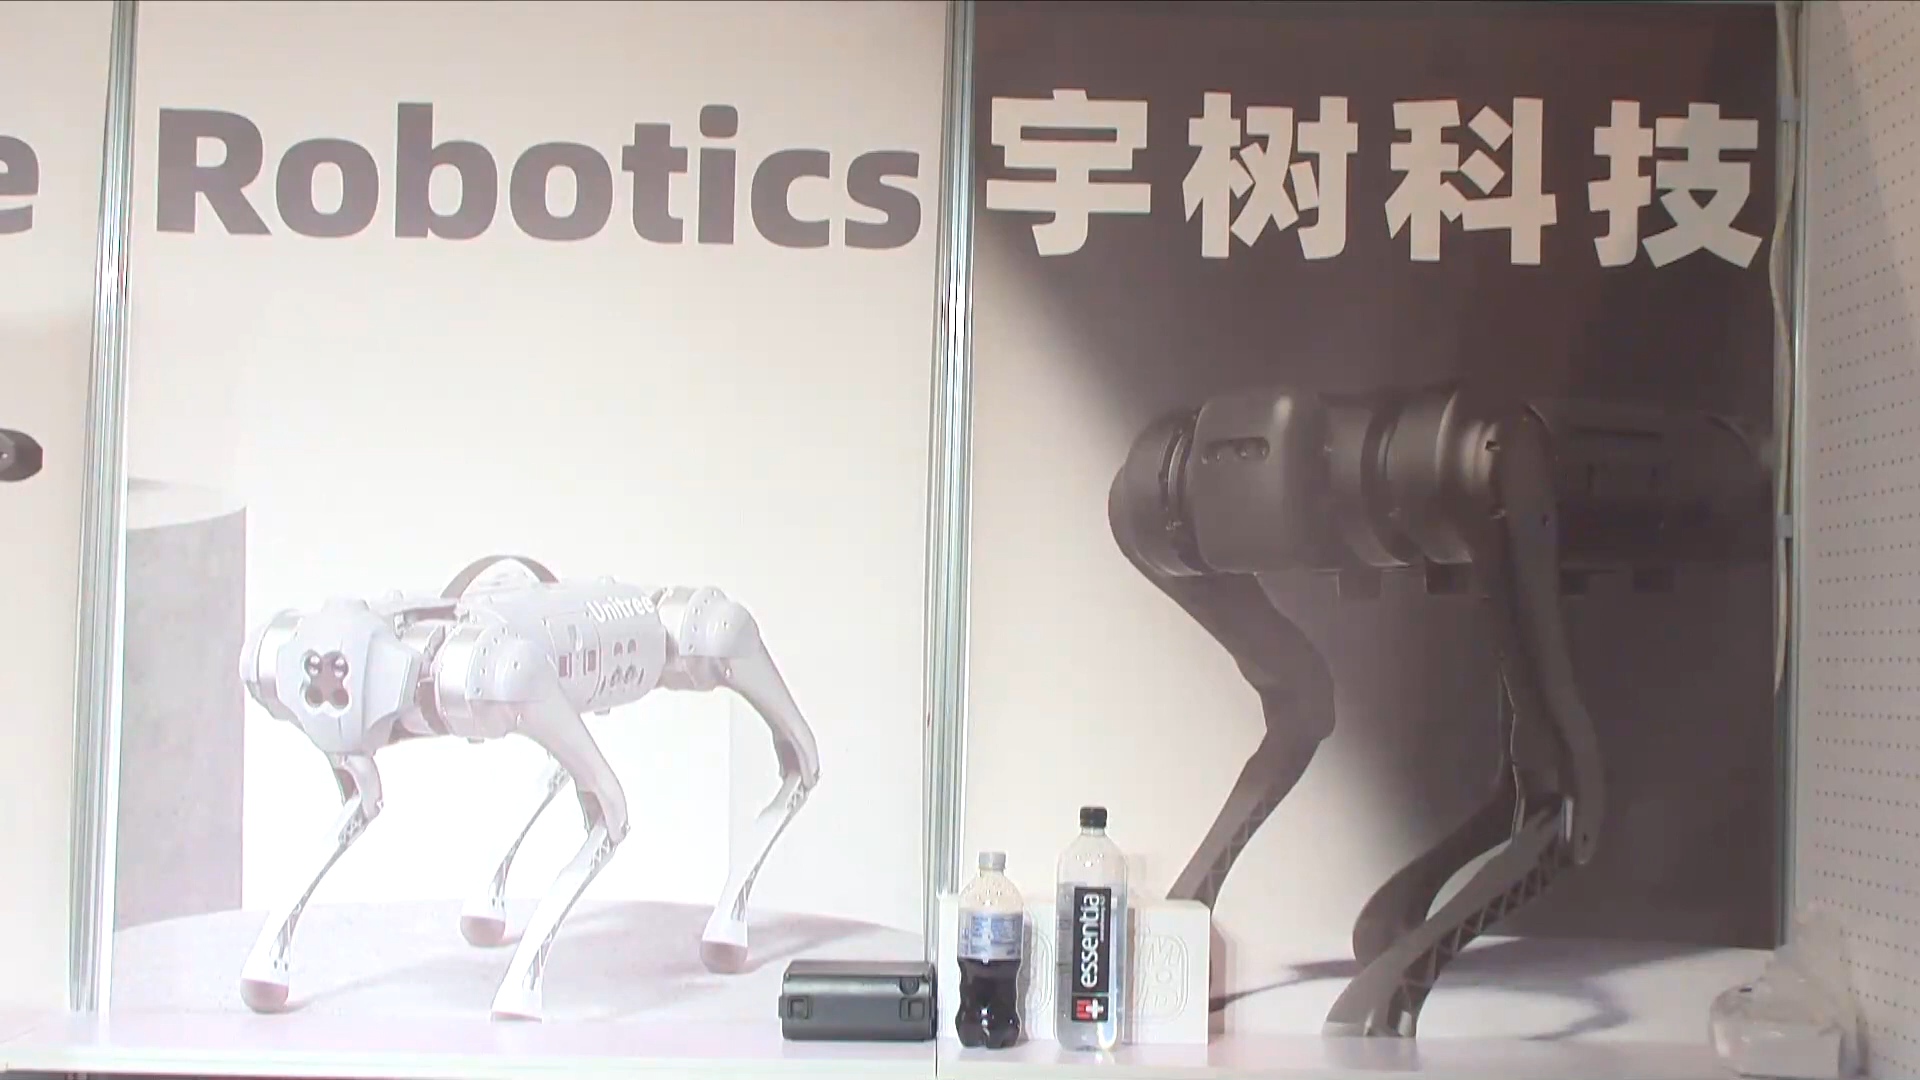 e Robotics 宇树科技
Unitree
essentia